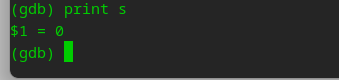 (gdb) print s
$1 = 0
(gdb)